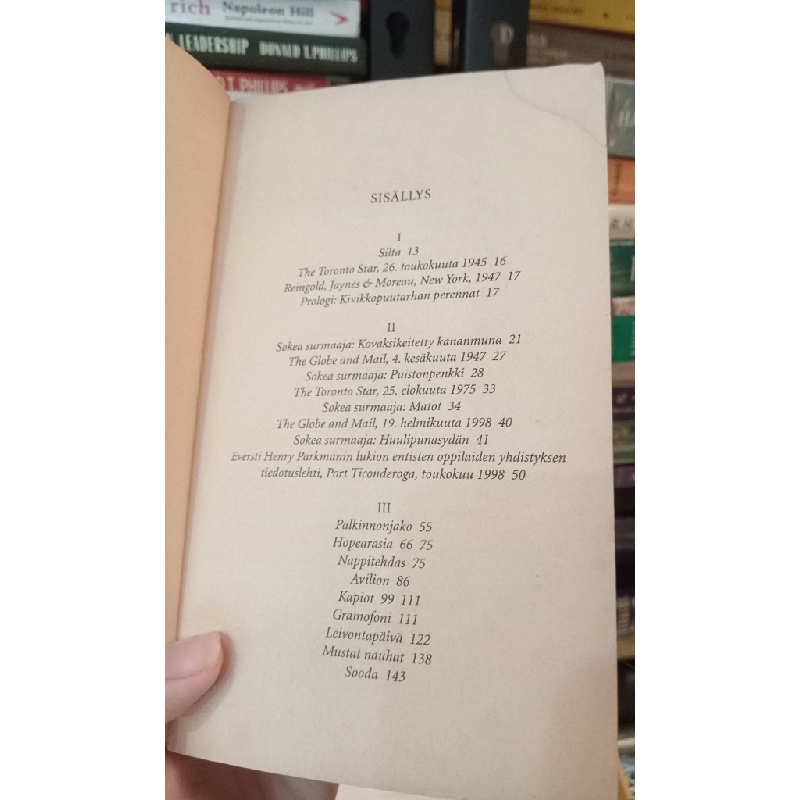 rich Napoleon Hill
LEADERSHIP DONALD T. PHILLIPS
T. PHILLIPS
SISÄLLYS
I
Silta 13
The Toronto Star, 26. toukokuuta 1945 16
Reingold, Jaynes & Moreau, New York, 1947 17
Prologi: Kivikkopuutarhan perennat 17
II
Sokea surmaaja: Kovaksikeitetty kananmuna 21
The Globe and Mail, 4. kesäkuuta 1947 27
Sokea surmaaja: Puistonpenkki 28
The Toronto Star, 25. elokuuta 1975 33
Sokea surmaaja: Matot 34
The Globe and Mail, 19. helmikuuta 1998 40
Sokea surmaaja: Huulipunasydän 41
Eversti Henry Parkmanin lukion entisten oppilaiden yhdistyksen
tiedotuslehti, Port Ticonderoga, toukokuu 1998 50
III
Palkinnonjako 55
Hopearasia 66 75
Nappitehdas 75
Avilion 86
Kapiot 99 111
Gramofoni 111
Leivontapäivä 122
Mustat nauhat 138
Sooda 143